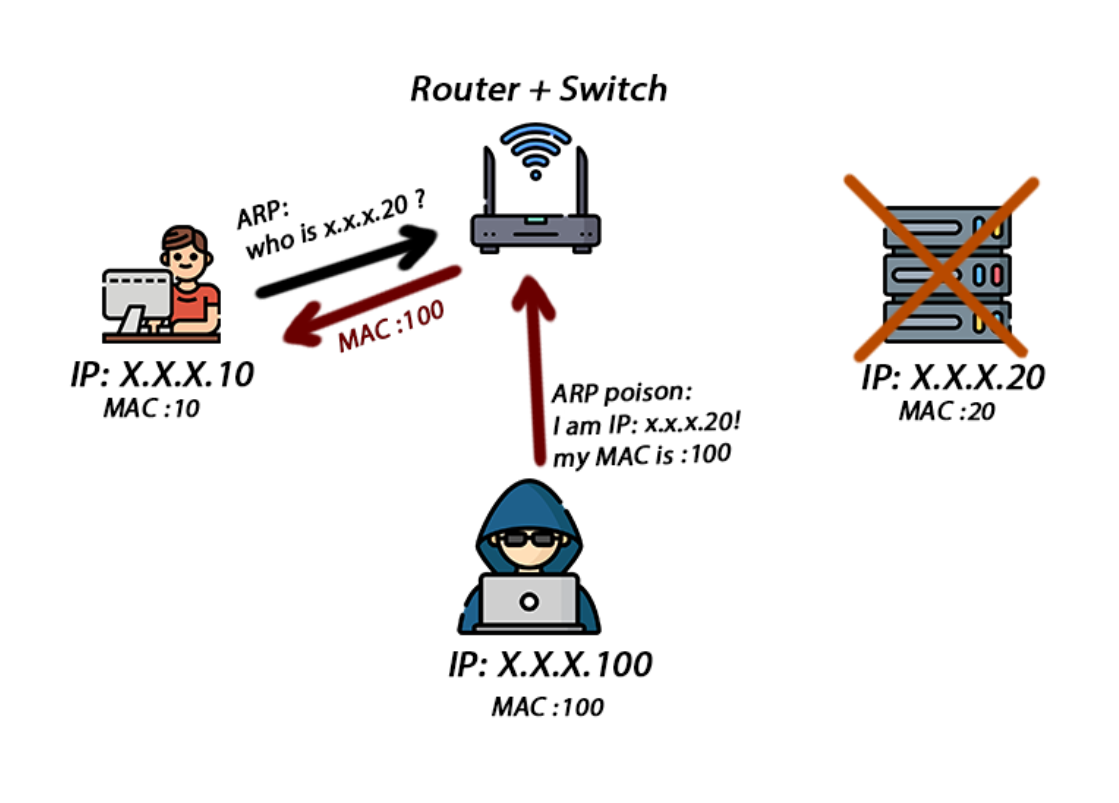 Router + Switch
ARP:
who is x.x.x.20 ?
MAC :100
IP: X.X.X.10
MAC :10
IP: X.X.X.20
MAC :20
ARP poison:
I am IP: x.x.x.20!
my MAC is :100
IP: X.X.X.100
MAC :100